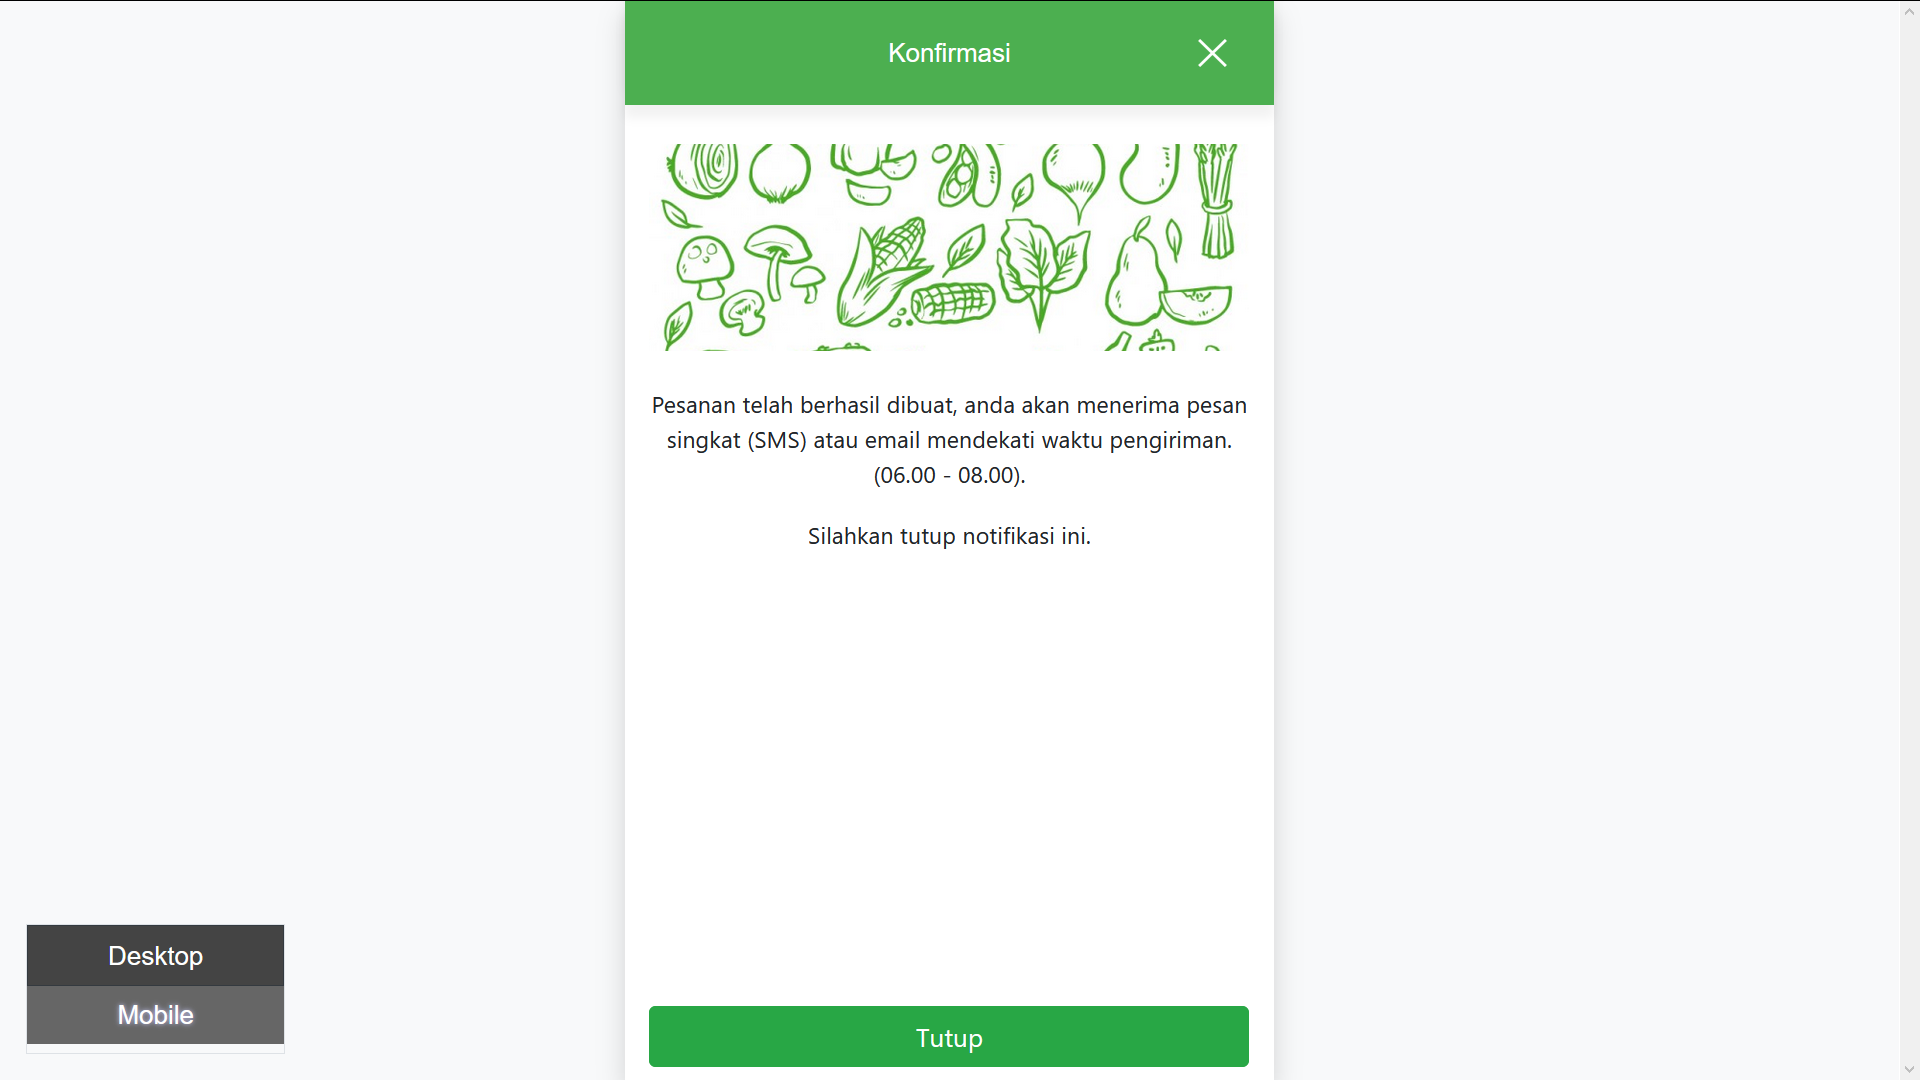 Konfirmasi
Pesanan telah berhasil dibuat, anda akan menerima pesan
singkat (SMS) atau email mendekati waktu pengiriman.
(06.00 - 08.00).
Silahkan tutup notifikasi ini.
Desktop
Mobile
Tutup